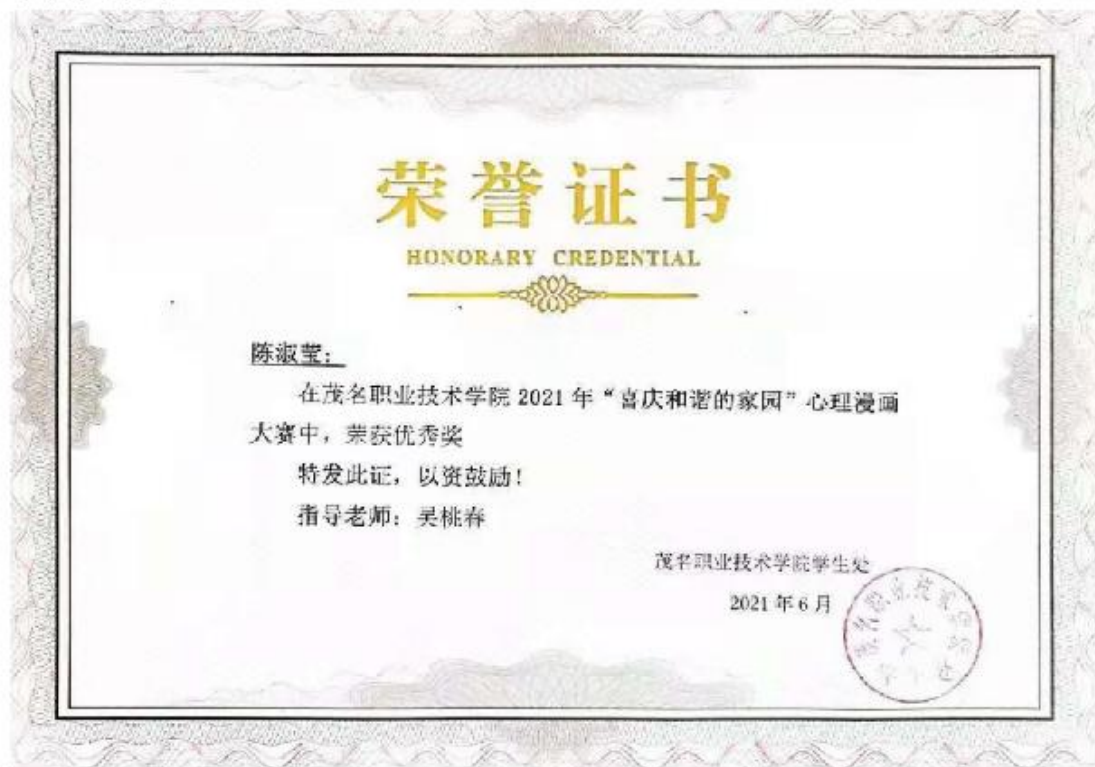 荣誉证书
HONORARY CREDENTIAL
陈淑莹：
在茂名职业技术学院 2021 年“喜庆和谐的家园”心理漫画
大赛中，荣获优秀奖
特发此证，以资鼓励！
指导老师：吴桃春
茂名职业技术学院学生处
2021 年 6 月